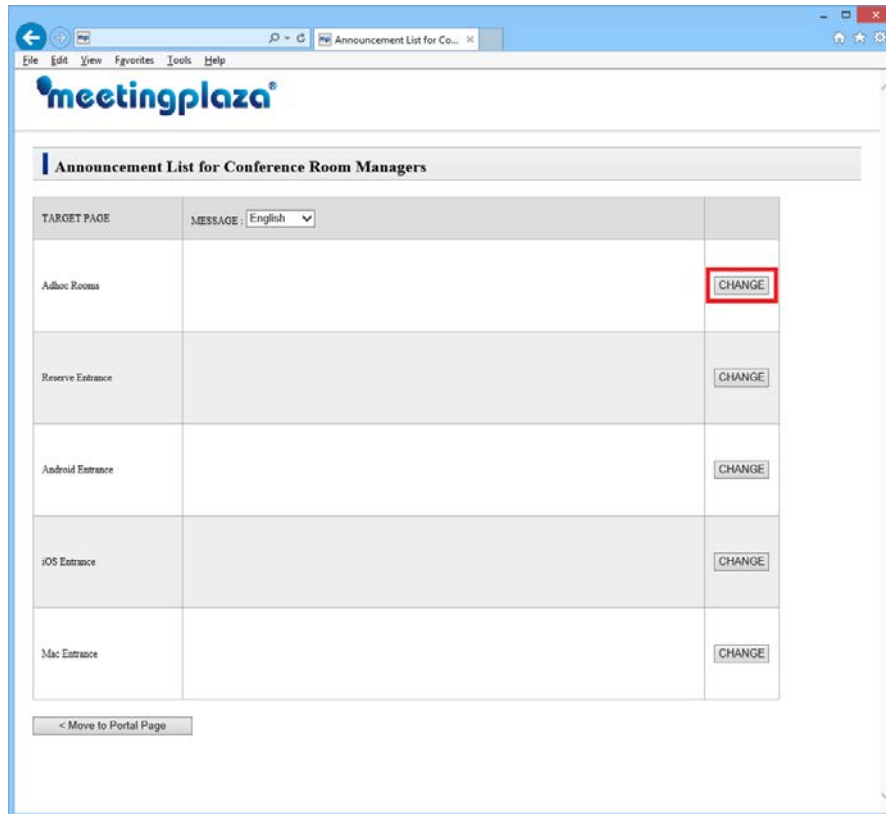 Announcement List for Co...
File Edit View Favorites Tools Help
meetingplaza®
Announcement List for Conference Room Managers
TARGET PAGE MESSAGE : English
Adhoc Rooms CHANGE
Reserve Entrance CHANGE
Android Entrance CHANGE
iOS Entrance CHANGE
Mac Entrance CHANGE
< Move to Portal Page